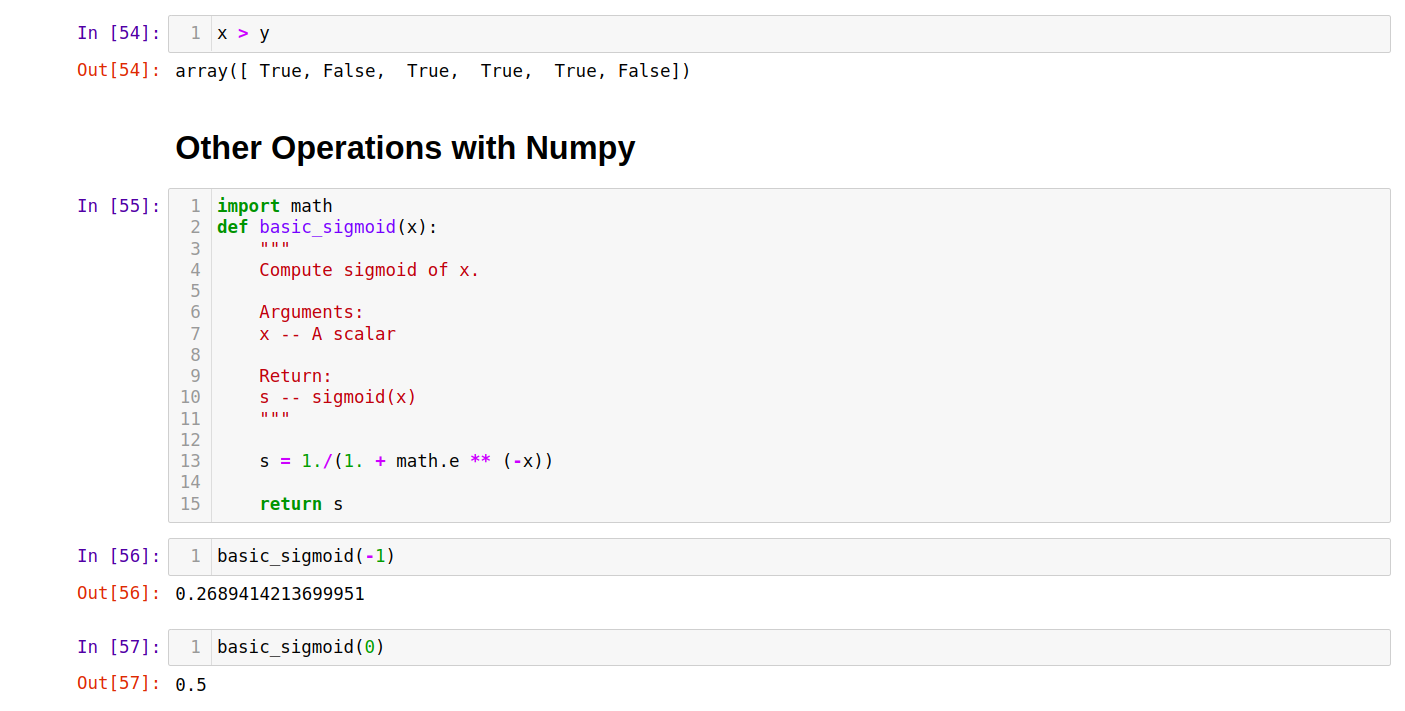 In [54]: 1 x > y
Out[54]: array([ True, False,  True,  True,  True, False])
Other Operations with Numpy
In [55]: 1 import math
2 def basic_sigmoid(x):
3     """
4     Compute sigmoid of x.
5
6     Arguments:
7     x -- A scalar
8
9     Return:
10     s -- sigmoid(x)
11     """
12
13     s = 1./(1. + math.e ** (-x))
14
15     return s
In [56]: 1 basic_sigmoid(-1)
Out[56]: 0.2689414213699951
In [57]: 1 basic_sigmoid(0)
Out[57]: 0.5